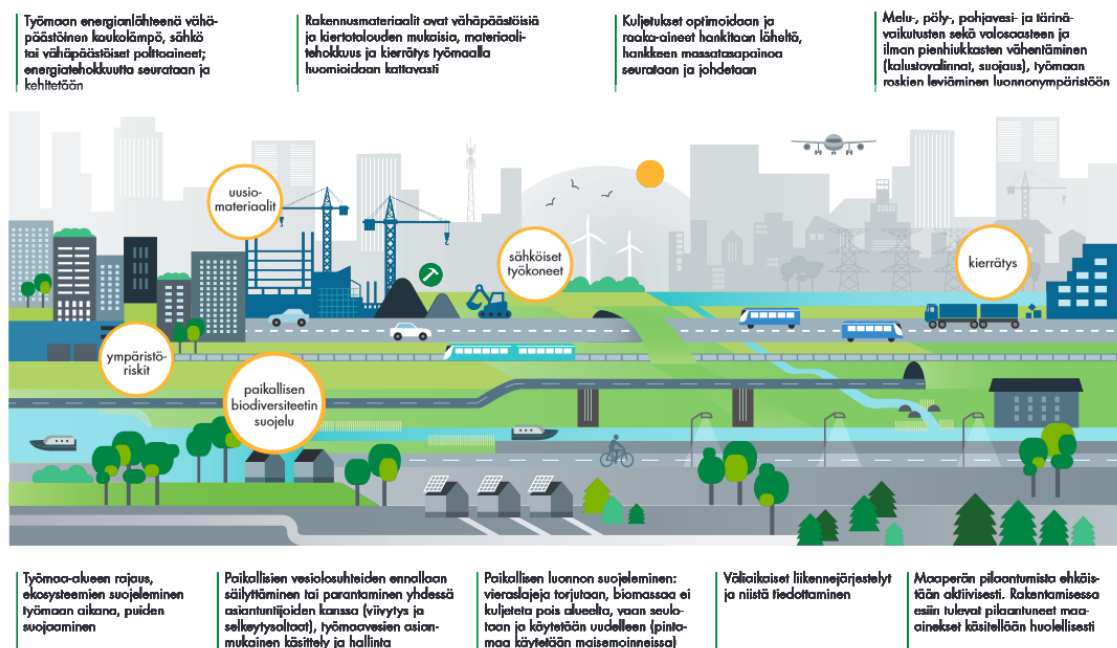 Työmaan energianlähteenä vähä-
päästöinen kaukolämpö, sähkö
tai vähäpäästöiset polttoaineet;
energiatehokkuutta seurataan ja
kehitetään
Rakennusmateriaalit ovat vähäpäästöisiä
ja kiertotalouden mukaisia, materiaali-
tehokkuus ja kierrätys työmaalla
huomioidaan kattavasti
Kuljetukset optimoidaan ja
raaka-aineet hankitaan läheltä,
hankkeen massatasapainoa
seurataan ja johdetaan
Melu-, pöly-, pohjavesi- ja tärinä-
vaikutusten sekä valosaasteen ja
ilman pienhiukkasten vähentäminen
(kalustovalinnat, suojaus), työmaan
roskien leviäminen luonnonympäristöön
uusio-
materiaalit
sähköiset
työkoneet
kierrätys
ympäristö-
riskit
paikallisen
biodiversiteetin
suojelu
Työmaa-alueen rajaus,
ekosysteemien suojeleminen
työmaan aikana, puiden
suojaaminen
Paikallisien vesiolosuhteiden ennallaan
säilyttäminen tai parantaminen yhdessä
asiantuntijoiden kanssa (viivytys ja
selkeytysaltaat), työmaavesien asian-
mukainen käsittely ja hallinta
Paikallisen luonnon suojeleminen:
vieraslajeja torjutaan, biomassaa ei
kuljeteta pois alueelta, vaan seulo-
taan ja käytetään uudelleen (pinta-
maa käytetään maisemoinneissa)
Väliaikaiset liikennejärjestelyt
ja niistä tiedottaminen
Maaperän pilaantumista ehkäis-
tään aktiivisesti. Rakentamisessa
esiin tulevat pilaantuneet maa-
ainekset käsitellään huolellisesti